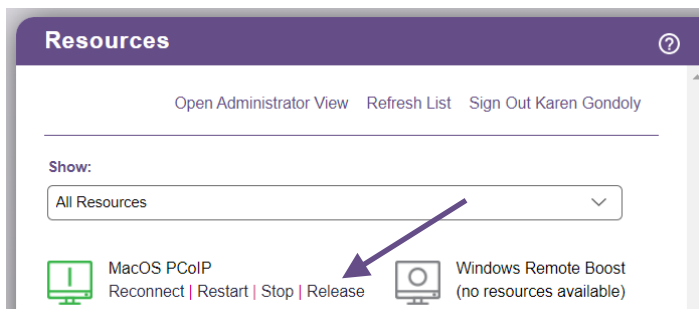 Resources
Open Administrator View Refresh List Sign Out Karen Gondoly
Show:
All Resources
MacOS PCoIP
Reconnect | Restart | Stop | Release
Windows Remote Boost
(no resources available)